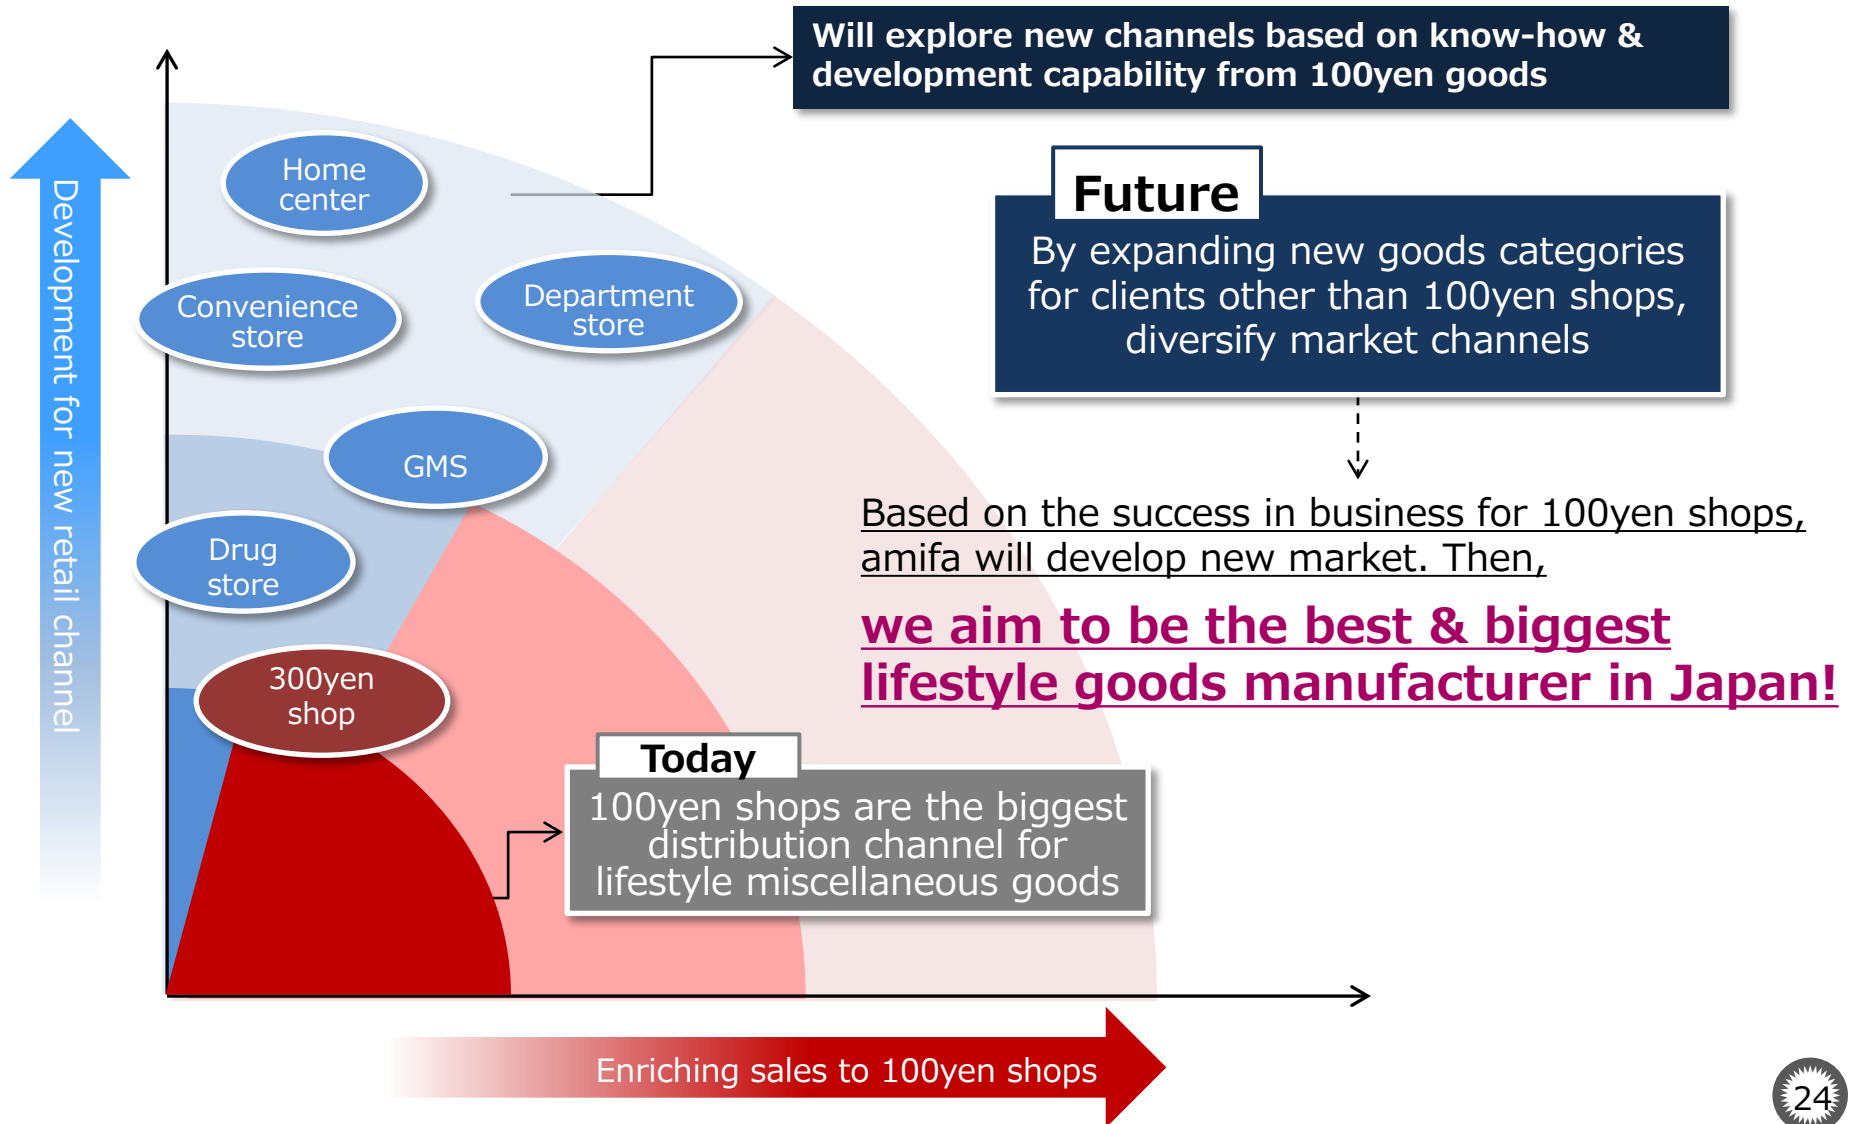 Will explore new channels based on know-how &
development capability from 100yen goods
Development for new retail channel
Home
center
Convenience
store
Department
store
GMS
Drug
store
300yen
shop
Future
By expanding new goods categories
for clients other than 100yen shops,
diversify market channels
Based on the success in business for 100yen shops,
amifa will develop new market. Then,
we aim to be the best & biggest
lifestyle goods manufacturer in Japan!
Today
100yen shops are the biggest
distribution channel for
lifestyle miscellaneous goods
Enriching sales to 100yen shops
24